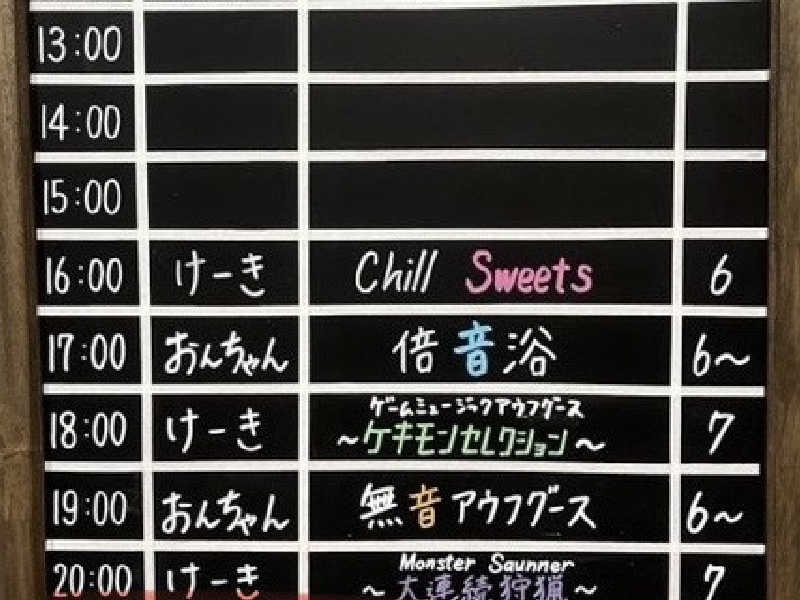 13:00
14:00
15:00
16:00 けーき Chill Sweets 6
17:00 おんちゃん 倍音浴 6～
ゲームミュージックアウフグース
18:00 けーき ～ケキモンセレクション～ 7
19:00 おんちゃん 無音アウフグース 6～
Monster Saunner
20:00 けーき ～大連続狩猟～ 7